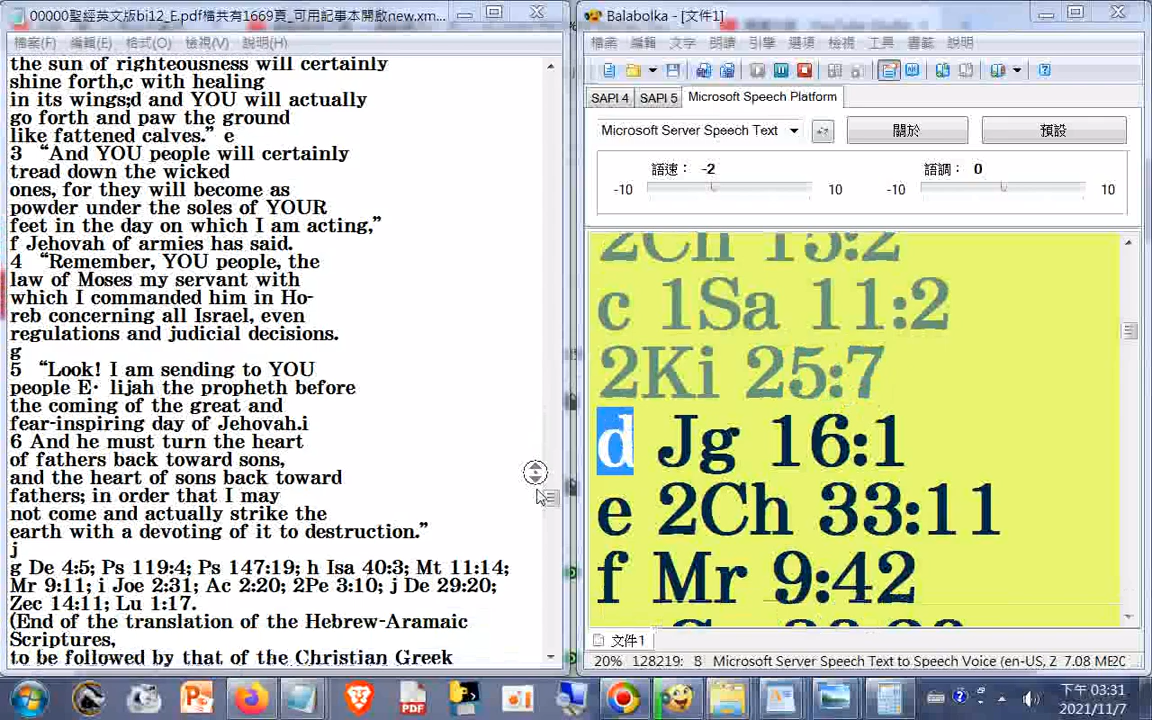 00000聖經英文版bi12_E.pdf檔共有1669頁_可用記事本開啟new.xm...
檔案(F) 編輯(E) 格式(O) 檢視(V) 說明(H)
the sun of righteousness will certainly
shine forth,c with healing
in its wings;d and YOU will actually
go forth and paw the ground
like fattened calves.” e
3 “And YOU people will certainly
tread down the wicked
ones, for they will become as
powder under the soles of YOUR
feet in the day on which I am acting,”
f Jehovah of armies has said.
4 “Remember, YOU people, the
law of Moses my servant with
which I commanded him in Ho-
reb concerning all Israel, even
regulations and judicial decisions.
g
5 “Look! I am sending to YOU
people E· lijah the propheth before
the coming of the great and
fear-inspiring day of Jehovah.i
6 And he must turn the heart
of fathers back toward sons,
and the heart of sons back toward
fathers; in order that I may
not come and actually strike the
earth with a devoting of it to destruction.”
j
g De 4:5; Ps 119:4; Ps 147:19; h Isa 40:3; Mt 11:14;
Mr 9:11; i Joe 2:31; Ac 2:20; 2Pe 3:10; j De 29:20;
Zec 14:11; Lu 1:17.
(End of the translation of the Hebrew-Aramaic
Scriptures,
to be followed by that of the Christian Greek
Balabolka - [文件1]
檔案 編輯 文字 朗讀 引擎 選項 檢視 工具 書籤 說明
SAPI 4 SAPI 5 Microsoft Speech Platform
Microsoft Server Speech Text 關於 預設
語速： -2 語調： 0
-10 10 -10 10
2Ch 15:2
c 1Sa 11:2
2Ki 25:7
d Jg 16:1
e 2Ch 33:11
f Mr 9:42
文件1
20% 128219: 8 Microsoft Server Speech Text to Speech Voice (en-US, Z 7.08 ME
下午 03:31
2021/11/7